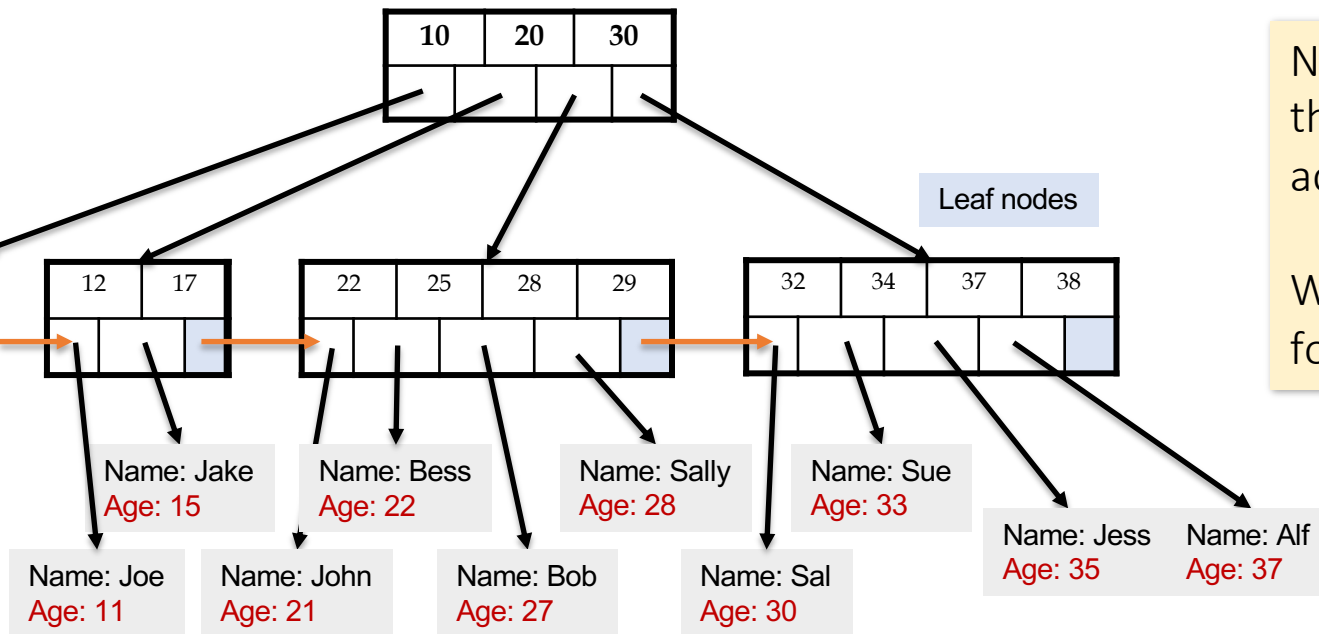 10 20 30
Leaf nodes
12 17
22 25 28 29
32 34 37 38
Name: Jake
Age: 15
Name: Bess
Age: 22
Name: Sally
Age: 28
Name: Sue
Age: 33
Name: Joe
Age: 11
Name: John
Age: 21
Name: Bob
Age: 27
Name: Sal
Age: 30
Name: Jess
Age: 35
Name: Alf
Age: 37